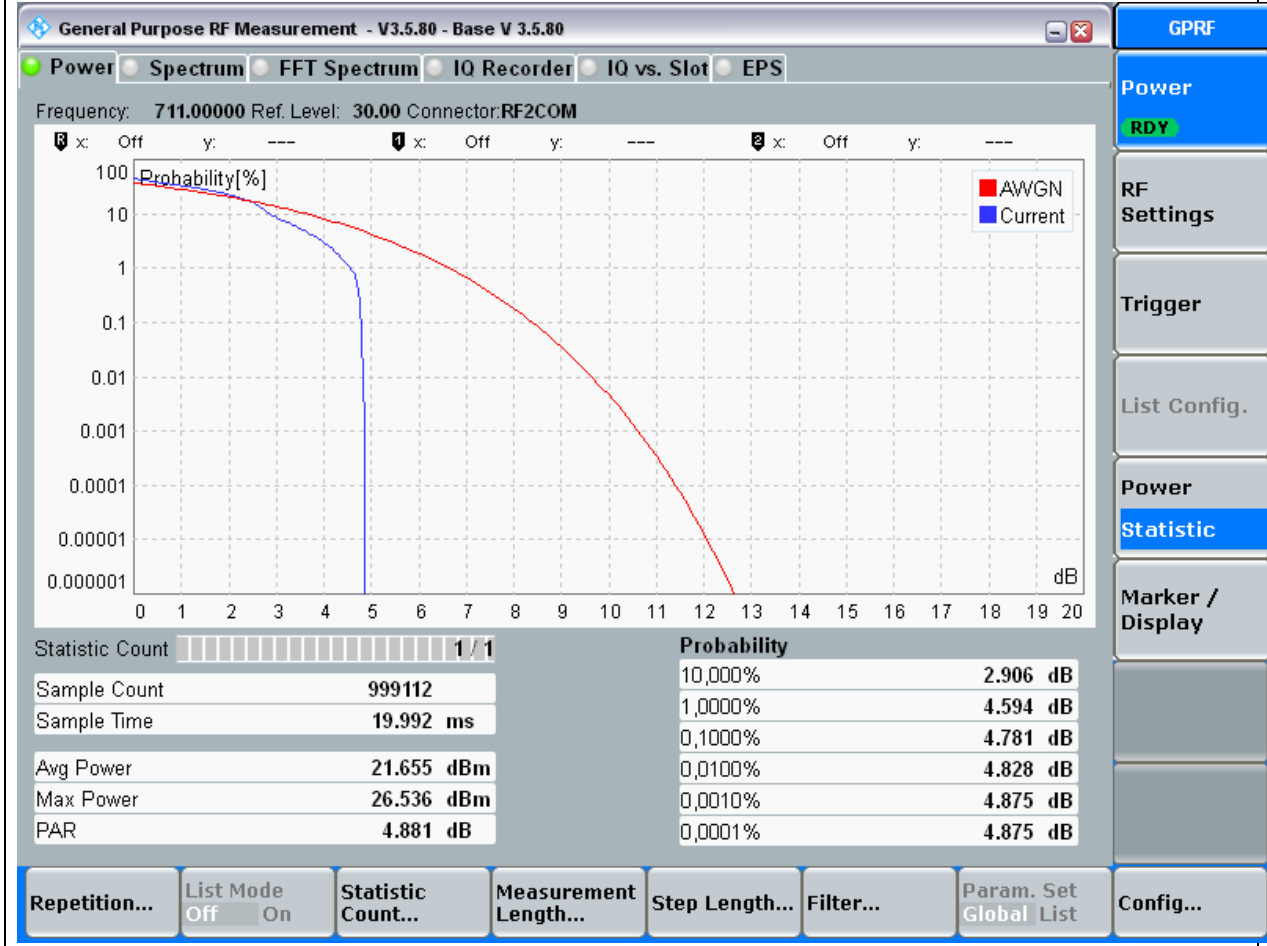 General Purpose RF Measurement - V3.5.80 - Base V 3.5.80
GPRF
Power Spectrum FFT Spectrum IQ Recorder IQ vs. Slot EPS
Frequency: 711.00000 Ref. Level: 30.00 Connector:RF2COM
R x: Off y: --- 1 x: Off y: --- 2 x: Off y: ---
Probability[%]
100
10
1
0.1
0.01
0.001
0.0001
0.00001
0.000001
AWGN
Current
dB
0 1 2 3 4 5 6 7 8 9 10 11 12 13 14 15 16 17 18 19 20
Statistic Count 1 / 1
Sample Count 999112
Sample Time 19.992 ms
Avg Power 21.655 dBm
Max Power 26.536 dBm
PAR 4.881 dB
Probability
10,000% 2.906 dB
1,0000% 4.594 dB
0,1000% 4.781 dB
0,0100% 4.828 dB
0,0010% 4.875 dB
0,0001% 4.875 dB
Power
RDY
RF
Settings
Trigger
List Config.
Power
Statistic
Marker /
Display
Repetition...
List Mode
Off On
Statistic
Count...
Measurement
Length...
Step Length...
Filter...
Param. Set
Global List
Config...